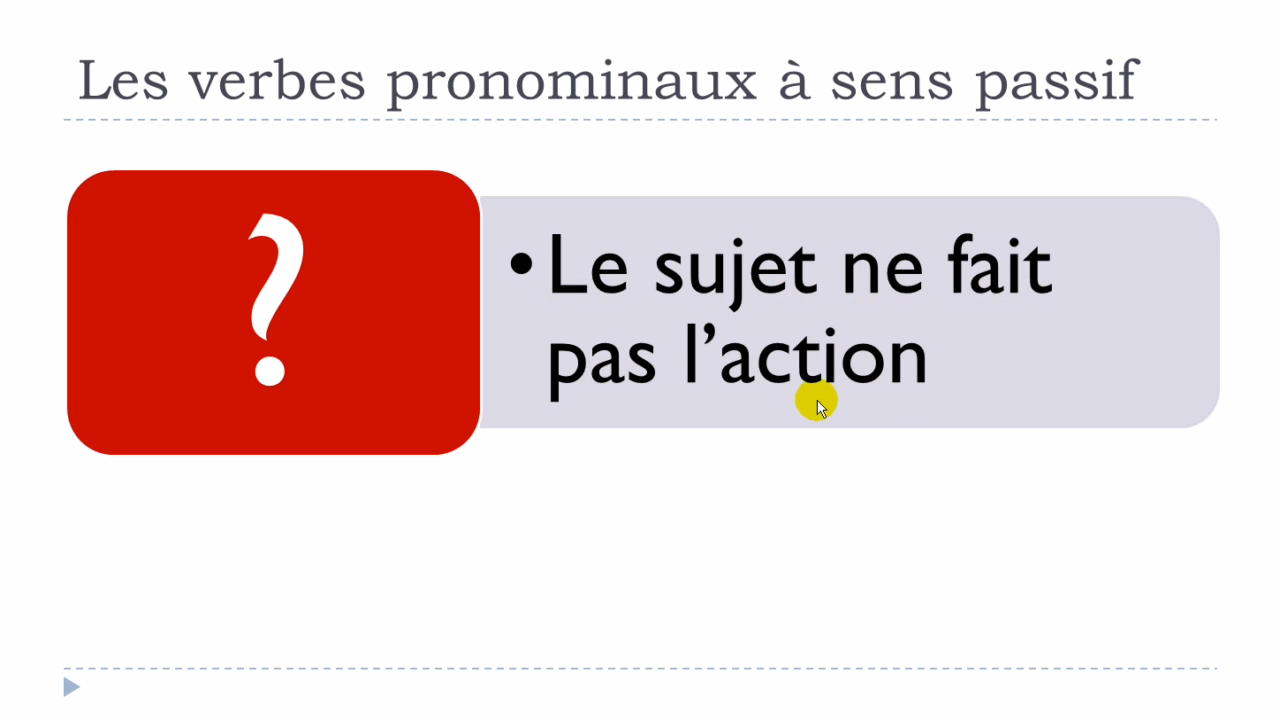 Les verbes pronominaux à sens passif
?
•Le sujet ne fait
pas l’action